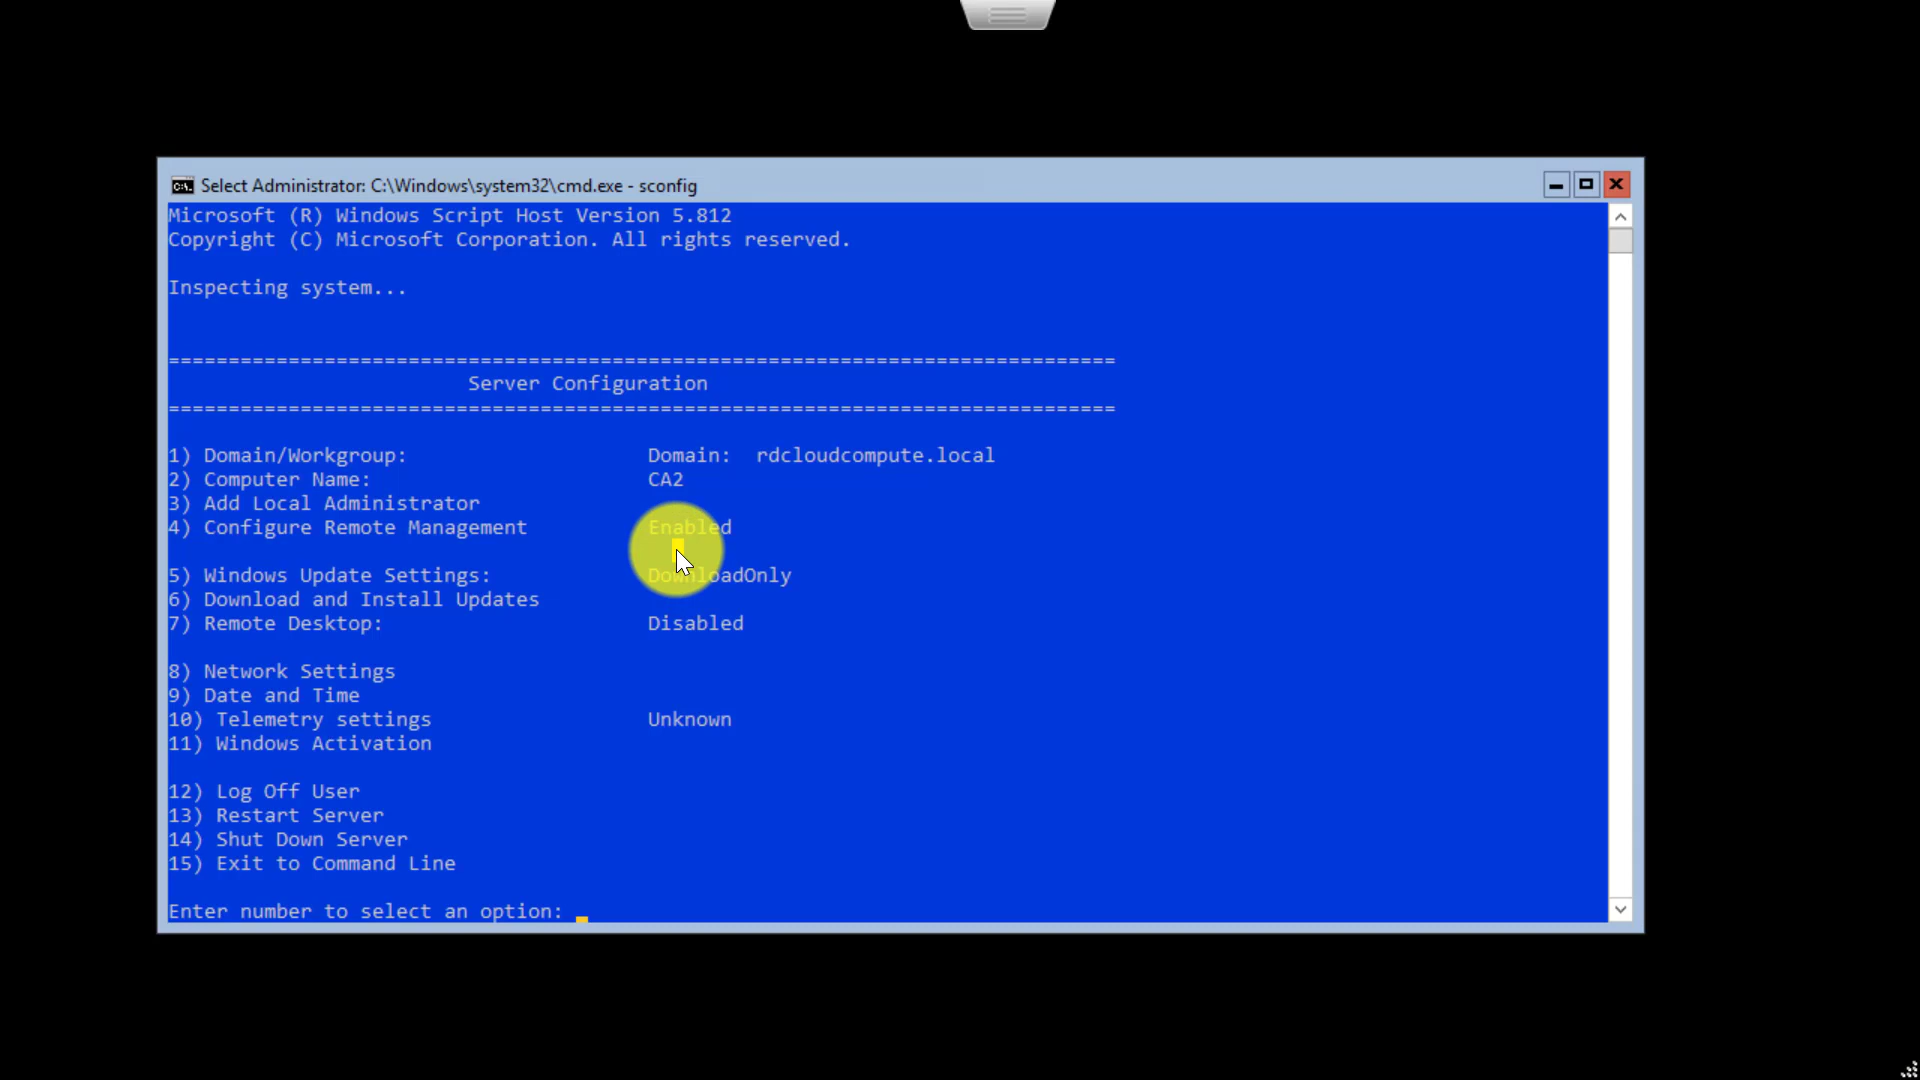 Select Administrator: C:\Windows\system32\cmd.exe - sconfig
Microsoft (R) Windows Script Host Version 5.812
Copyright (C) Microsoft Corporation. All rights reserved.
Inspecting system...
===============================================================================
Server Configuration
===============================================================================
1) Domain/Workgroup: Domain: rdcloudcompute.local
2) Computer Name: CA2
3) Add Local Administrator
4) Configure Remote Management Enabled
5) Windows Update Settings: DownloadOnly
6) Download and Install Updates
7) Remote Desktop: Disabled
8) Network Settings
9) Date and Time
10) Telemetry settings Unknown
11) Windows Activation
12) Log Off User
13) Restart Server
14) Shut Down Server
15) Exit to Command Line
Enter number to select an option: